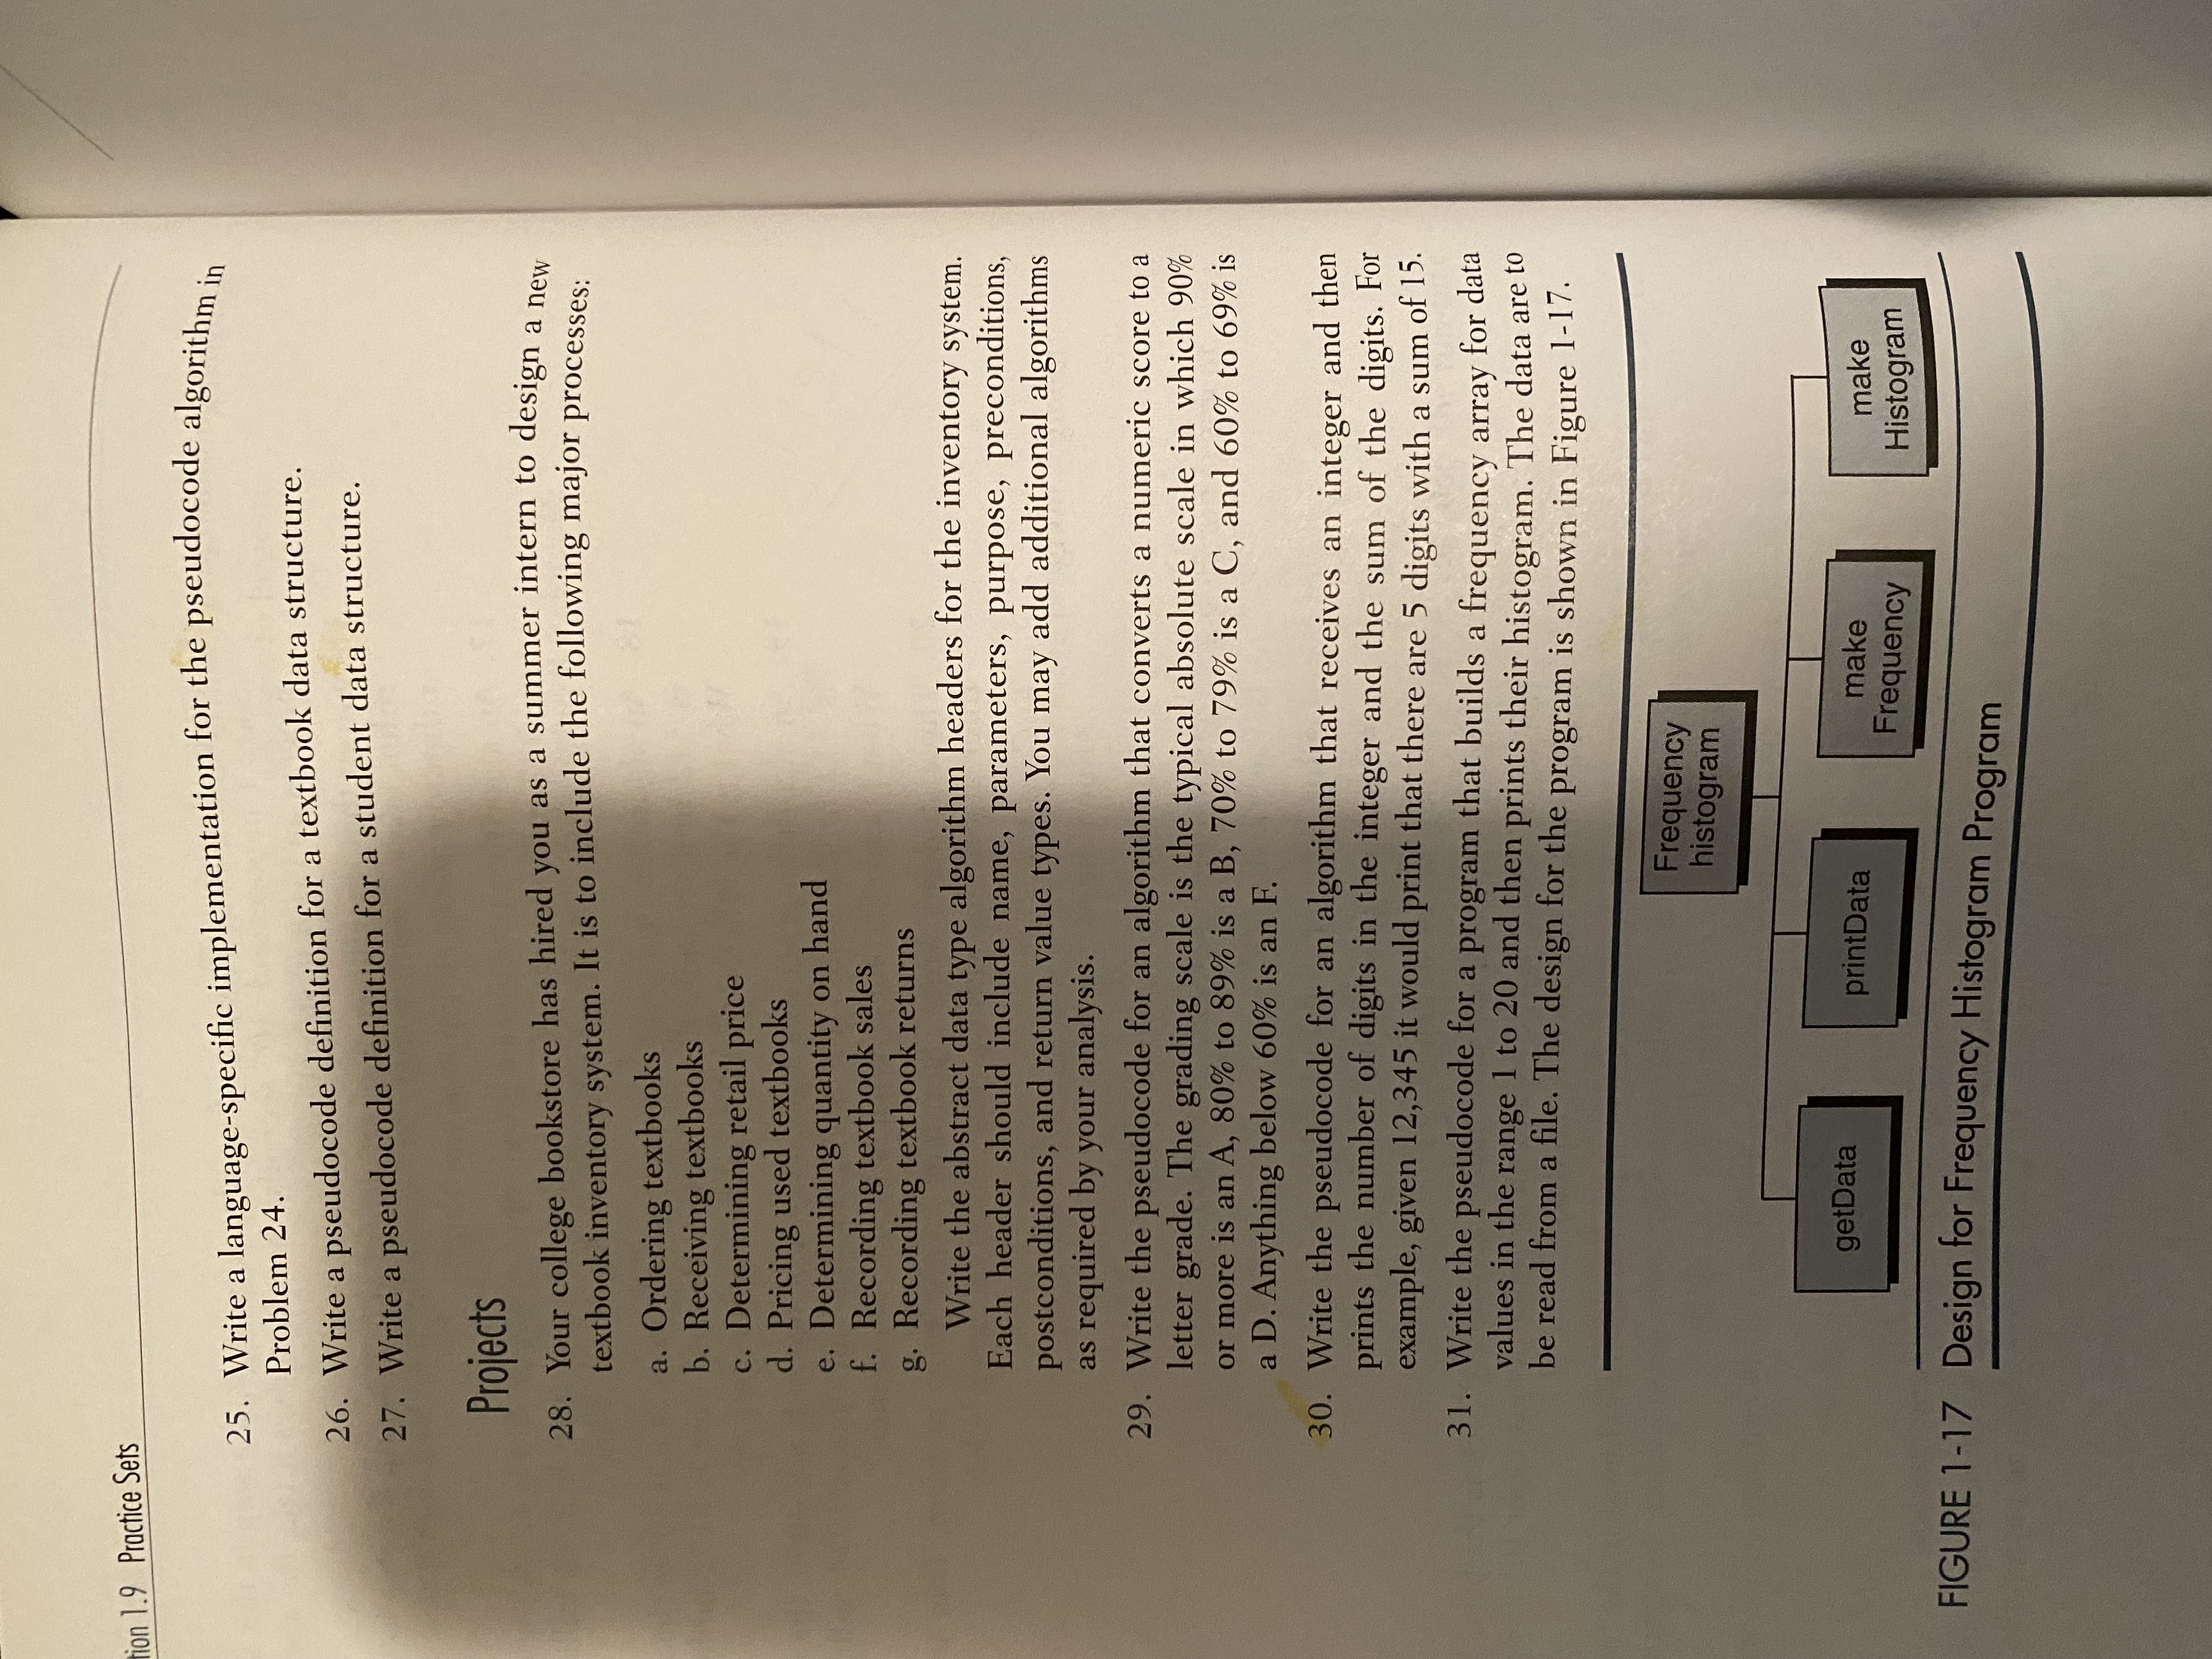 tion 1.9 Practice Sets
25. Write a language-specific implementation for the pseudocode algorithm in
Problem 24.
26. Write a pseudocode definition for a textbook data structure.
27. Write a pseudocode definition for a student data structure.
Projects
28. Your college bookstore has hired you as a summer intern to design a new
textbook inventory system. It is to include the following major processes:
a. Ordering textbooks
b. Receiving textbooks
c. Determining retail price
d. Pricing used textbooks
e. Determining quantity on hand
f. Recording textbook sales
g. Recording textbook returns
Write the abstract data type algorithm headers for the inventory system.
Each header should include name, parameters, purpose, preconditions,
postconditions, and return value types. You may add additional algorithms
as required by your analysis.
29. Write the pseudocode for an algorithm that converts a numeric score to a
letter grade. The grading scale is the typical absolute scale in which 90%
or more is an A, 80% to 89% is a B, 70% to 79% is a C, and 60% to 69% is
a D. Anything below 60% is an F.
30. Write the pseudocode for an algorithm that receives an integer and then
prints the number of digits in the integer and the sum of the digits. For
example, given 12,345 it would print that there are 5 digits with a sum of 15.
31. Write the pseudocode for a program that builds a frequency array for data
values in the range 1 to 20 and then prints their histogram. The data are to
be read from a file. The design for the program is shown in Figure 1-17.
Frequency
histogram
getData
printData
make
Frequency
make
Histogram
FIGURE 1-17 Design for Frequency Histogram Program